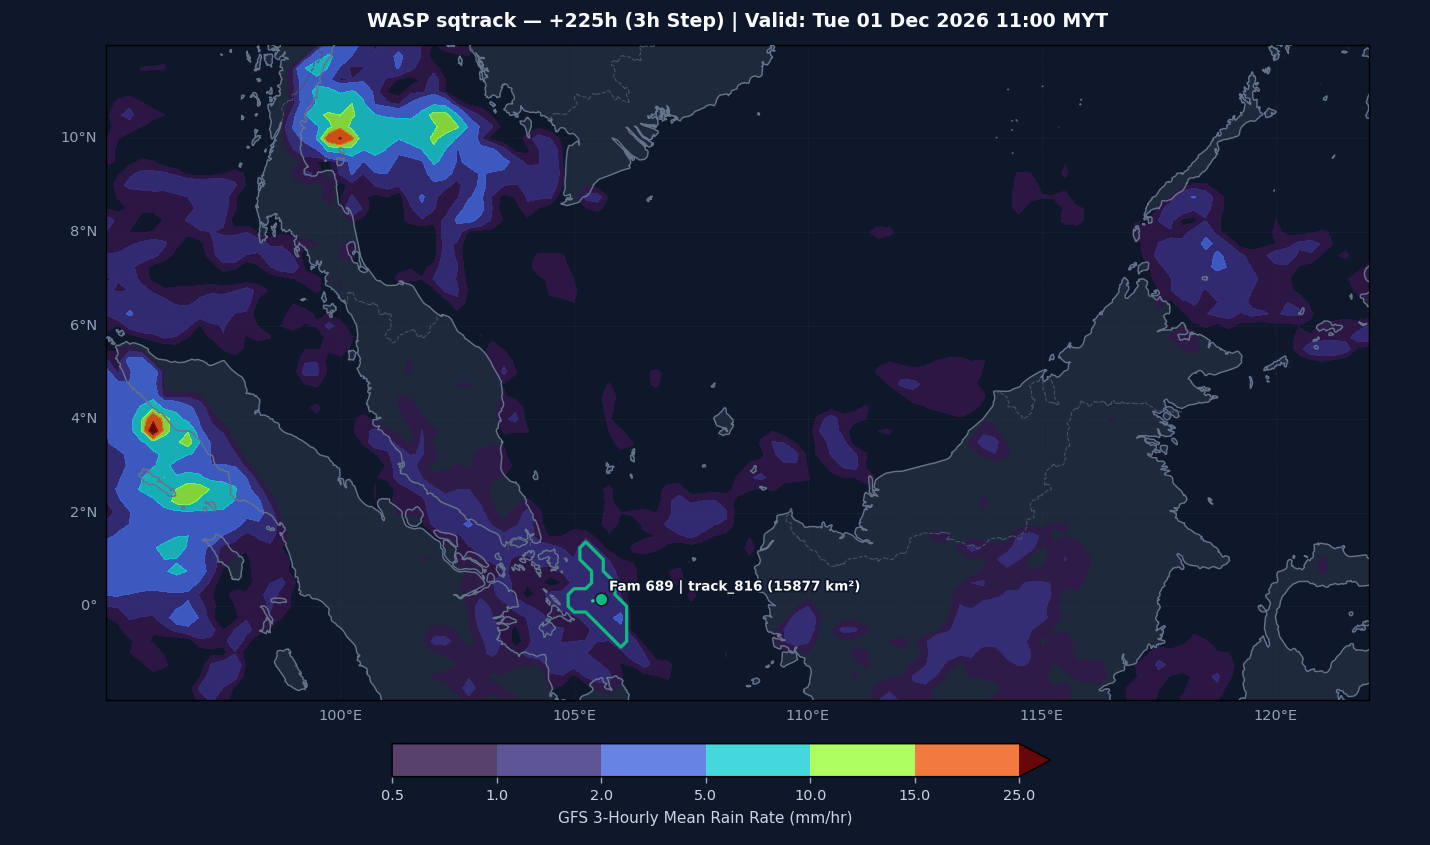 WASP sqtrack — +225h (3h Step) | Valid: Tue 01 Dec 2026 11:00 MYT
10°N
8°N
6°N
4°N
2°N
0°
Fam 689 | track_816 (15877 km²)
100°E 105°E 110°E 115°E 120°E
0.5 1.0 2.0 5.0 10.0 15.0 25.0
GFS 3-Hourly Mean Rain Rate (mm/hr)